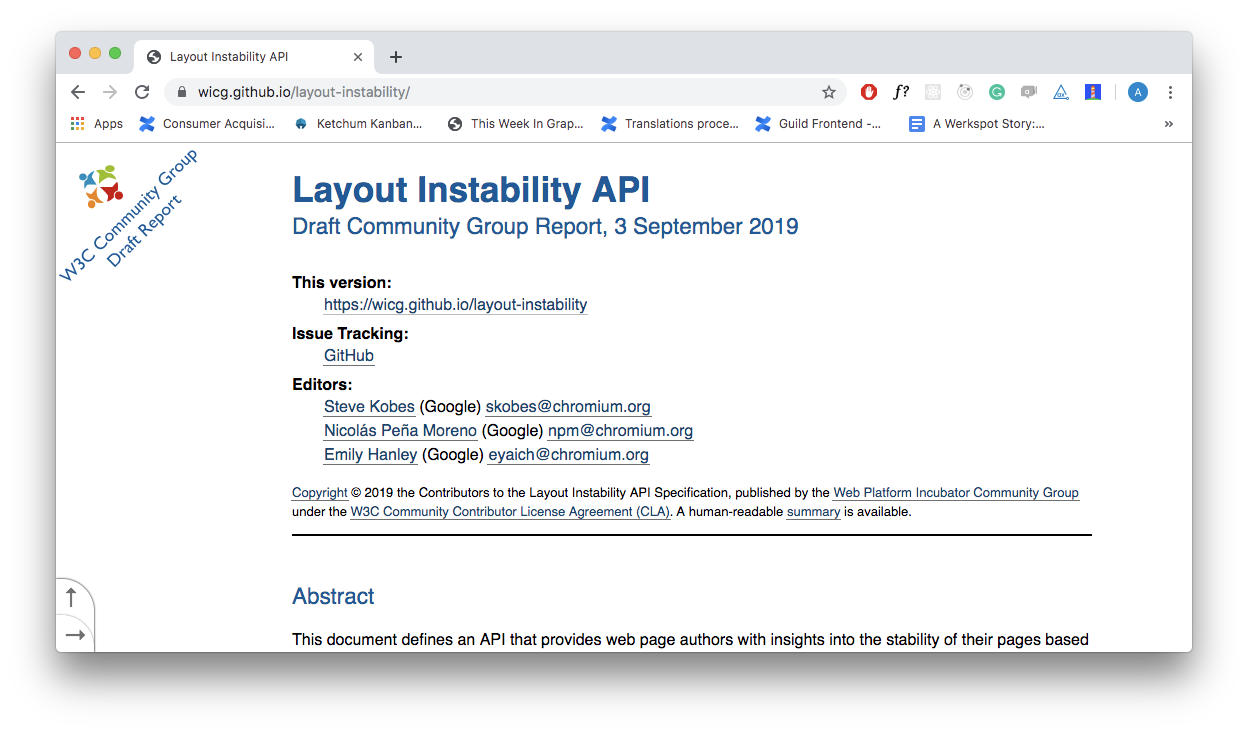 Layout Instability API
wicg.github.io/layout-instability/
f?
A
Apps
Consumer Acquisi...
Ketchum Kanban...
This Week In Grap...
Translations proce...
Guild Frontend -...
A Werkspot Story:...
»
W3C Community Group
Draft Report
Layout Instability API
Draft Community Group Report, 3 September 2019
This version:
https://wicg.github.io/layout-instability
Issue Tracking:
GitHub
Editors:
Steve Kobes (Google) skobes@chromium.org
Nicolás Peña Moreno (Google) npm@chromium.org
Emily Hanley (Google) eyaich@chromium.org
Copyright © 2019 the Contributors to the Layout Instability API Specification, published by the Web Platform Incubator Community Group
under the W3C Community Contributor License Agreement (CLA). A human-readable summary is available.
Abstract
This document defines an API that provides web page authors with insights into the stability of their pages based